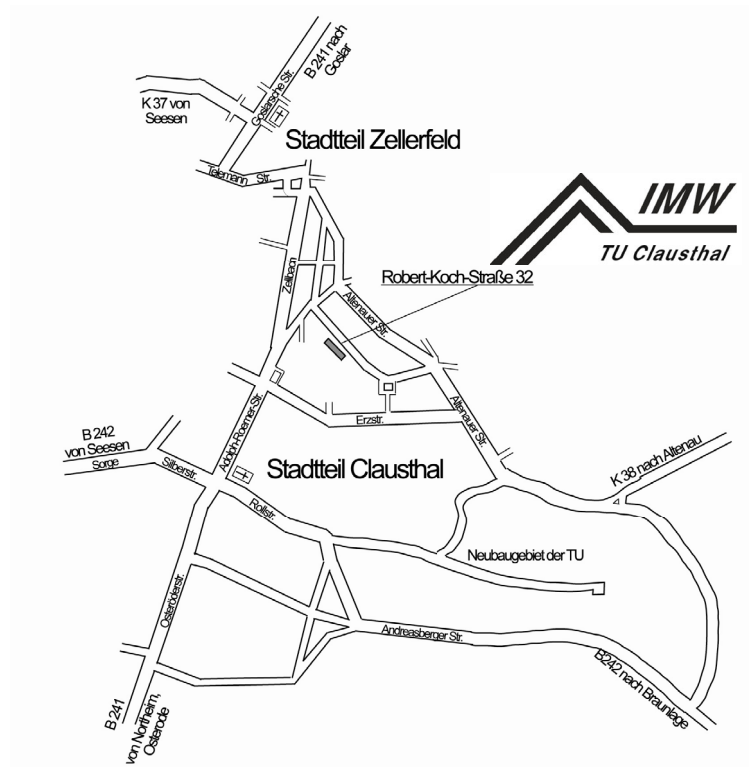 B 241 nach
Goslar
Goslarsche Str.
K 37 von
Seesen
Stadtteil Zellerfeld
Telemann Str.
IMW
TU Clausthal
Zellbach
Robert-Koch-Straße 32
Altenauer Str.
Altenauer Str.
Erzstr.
Adolph-Roemer-Str.
B 242
von Seesen
Sorge
Silberstr.
Stadtteil Clausthal
K 38 nach Altenau
Rollstr.
Neubaugebiet der TU
Osteröderstr.
Andreasberger Str.
B242 nach Braunlage
B 241
von Northeim,
Osterode